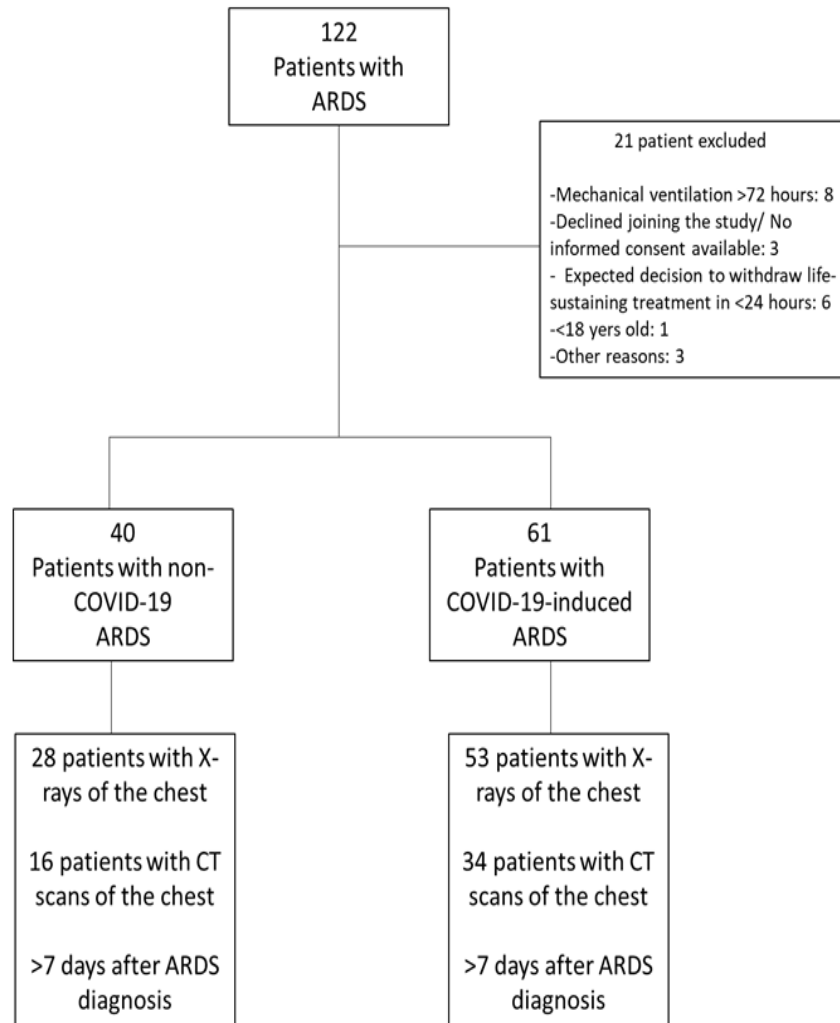 122
Patients with
ARDS
21 patient excluded
-Mechanical ventilation >72 hours: 8
-Declined joining the study/ No
informed consent available: 3
- Expected decision to withdraw life-
sustaining treatment in <24 hours: 6
-<18 yers old: 1
-Other reasons: 3
40
Patients with non-
COVID-19
ARDS
61
Patients with
COVID-19-induced
ARDS
28 patients with X-
rays of the chest
16 patients with CT
scans of the chest
>7 days after ARDS
diagnosis
53 patients with X-
rays of the chest
34 patients with CT
scans of the chest
>7 days after ARDS
diagnosis